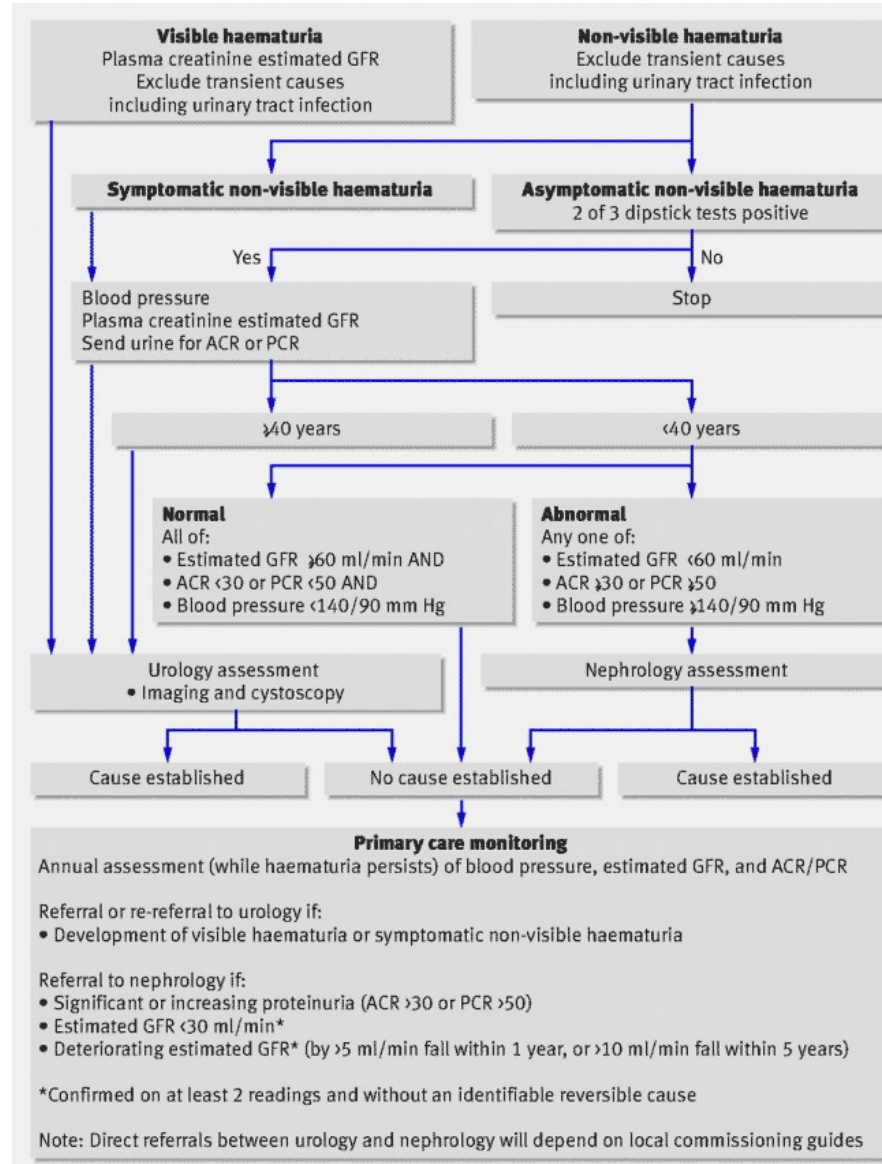 Visible haematuria
Plasma creatinine estimated GFR
Exclude transient causes
including urinary tract infection
Non-visible haematuria
Exclude transient causes
including urinary tract infection
Symptomatic non-visible haematuria
Asymptomatic non-visible haematuria
2 of 3 dipstick tests positive
Yes
No
Blood pressure
Plasma creatinine estimated GFR
Send urine for ACR or PCR
Stop
≥40 years
<40 years
Normal
All of:
• Estimated GFR ≥60 ml/min AND
• ACR <30 or PCR <50 AND
• Blood pressure <140/90 mm Hg
Abnormal
Any one of:
• Estimated GFR <60 ml/min
• ACR ≥30 or PCR ≥50
• Blood pressure ≥140/90 mm Hg
Urology assessment
• Imaging and cystoscopy
Nephrology assessment
Cause established
No cause established
Cause established
Primary care monitoring
Annual assessment (while haematuria persists) of blood pressure, estimated GFR, and ACR/PCR
Referral or re-referral to urology if:
• Development of visible haematuria or symptomatic non-visible haematuria
Referral to nephrology if:
• Significant or increasing proteinuria (ACR >30 or PCR >50)
• Estimated GFR <30 ml/min*
• Deteriorating estimated GFR* (by >5 ml/min fall within 1 year, or >10 ml/min fall within 5 years)
*Confirmed on at least 2 readings and without an identifiable reversible cause
Note: Direct referrals between urology and nephrology will depend on local commissioning guides